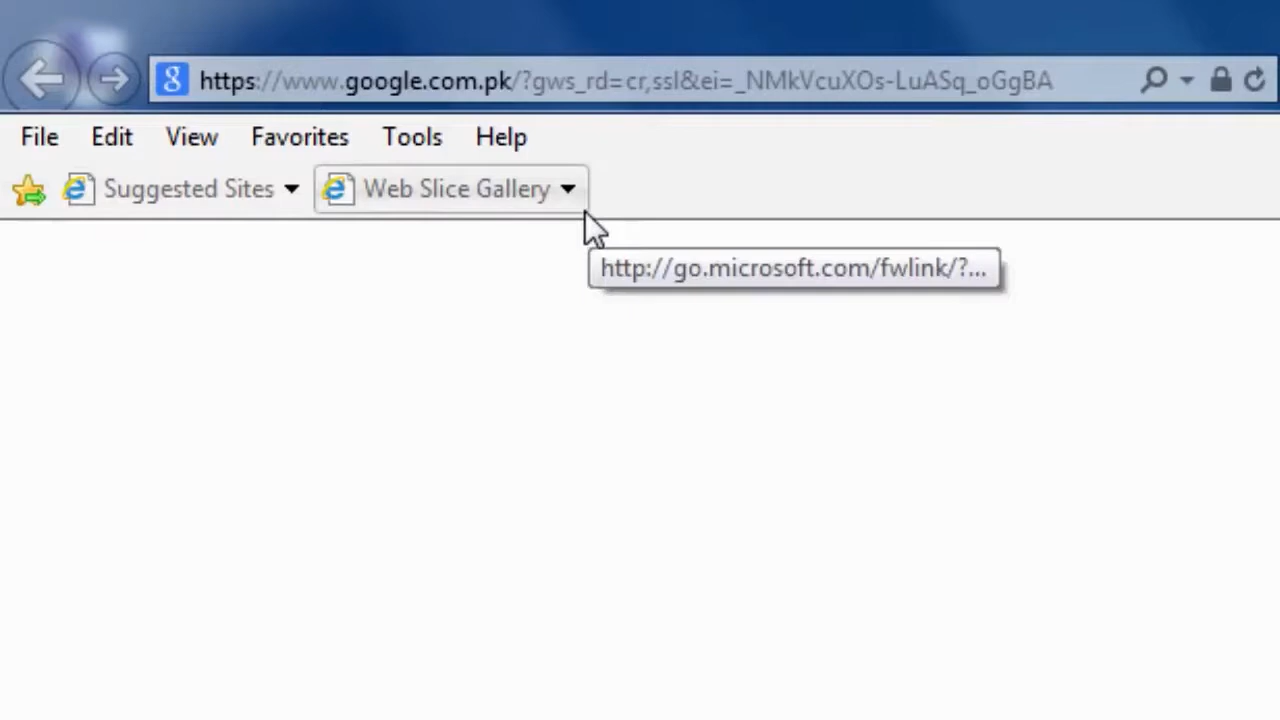 https://www.google.com.pk/?gws_rd=cr,ssl&ei=_NMkVcuXOs-LuASq_oGgBA
File Edit View Favorites Tools Help
Suggested Sites Web Slice Gallery
http://go.microsoft.com/fwlink/?...